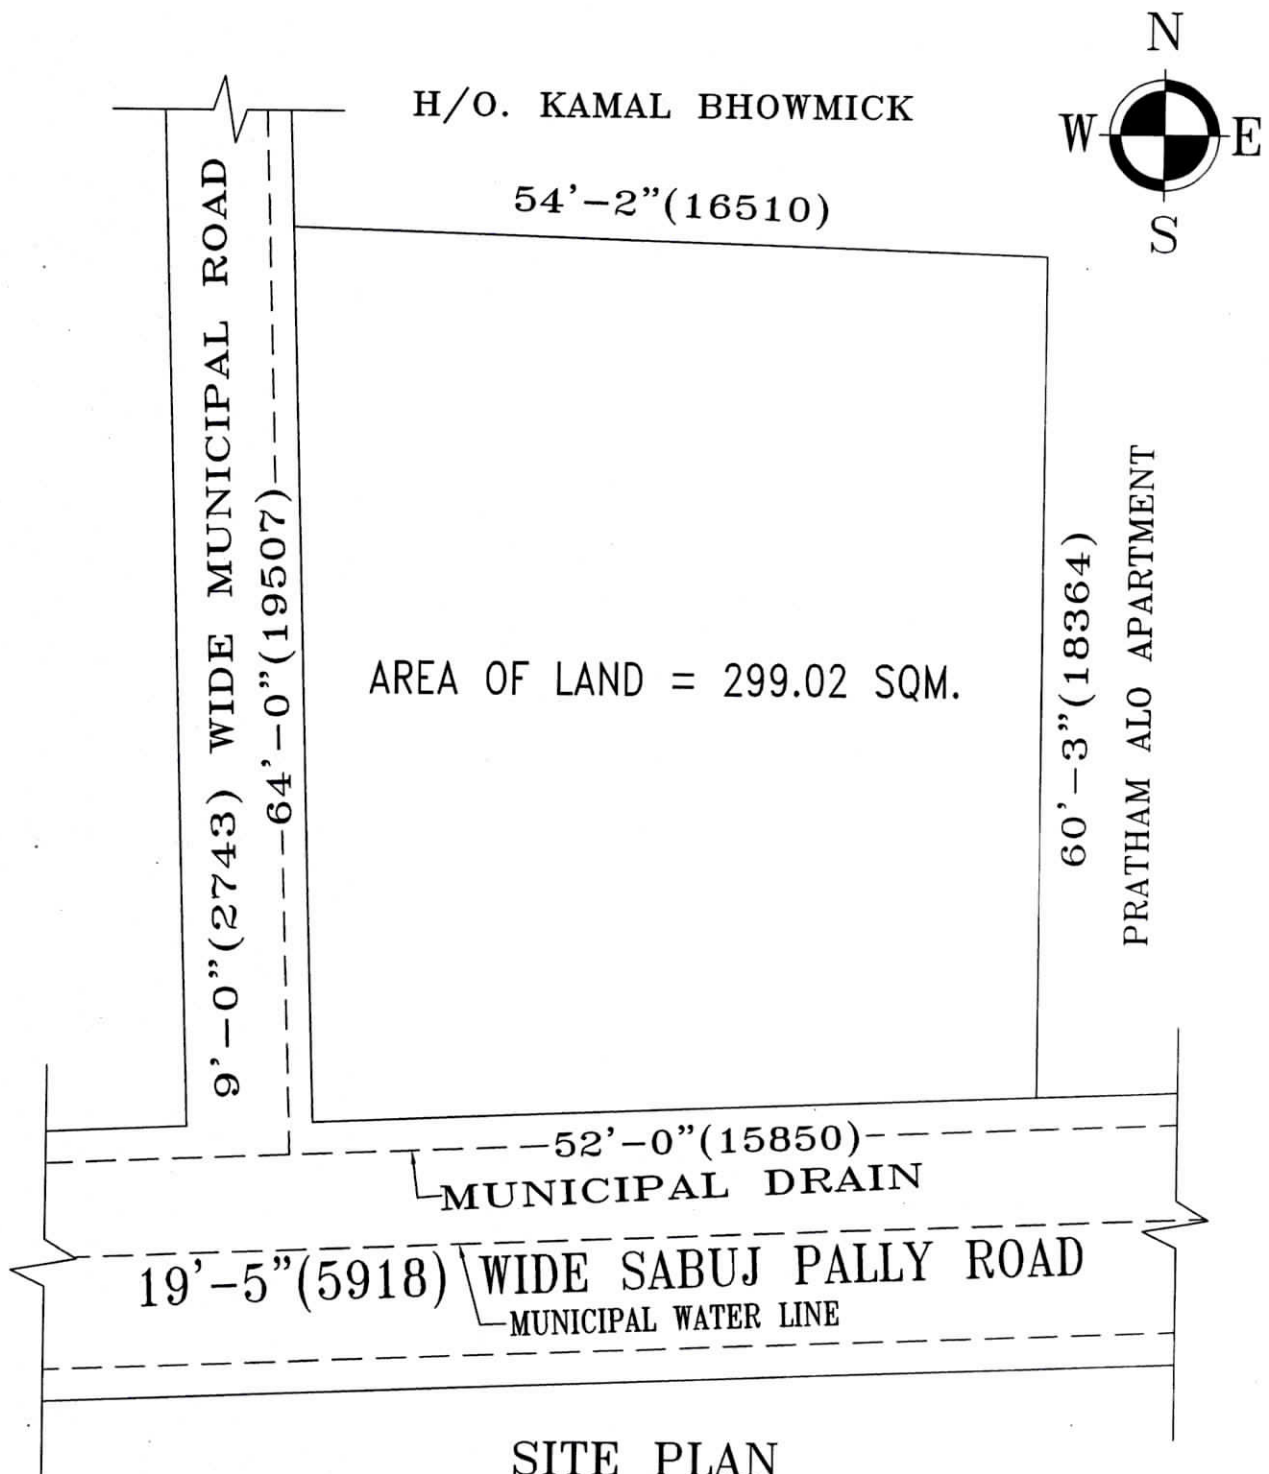 N
W E
S
H/O. KAMAL BHOWMICK
54'-2"(16510)
9'-0"(2743) WIDE MUNICIPAL ROAD
64'-0"(19507)
AREA OF LAND = 299.02 SQM.
60'-3"(18364)
PRATHAM ALO APARTMENT
52'-0"(15850)
MUNICIPAL DRAIN
19'-5"(5918) WIDE SABUJ PALLY ROAD
MUNICIPAL WATER LINE
SITE PLAN